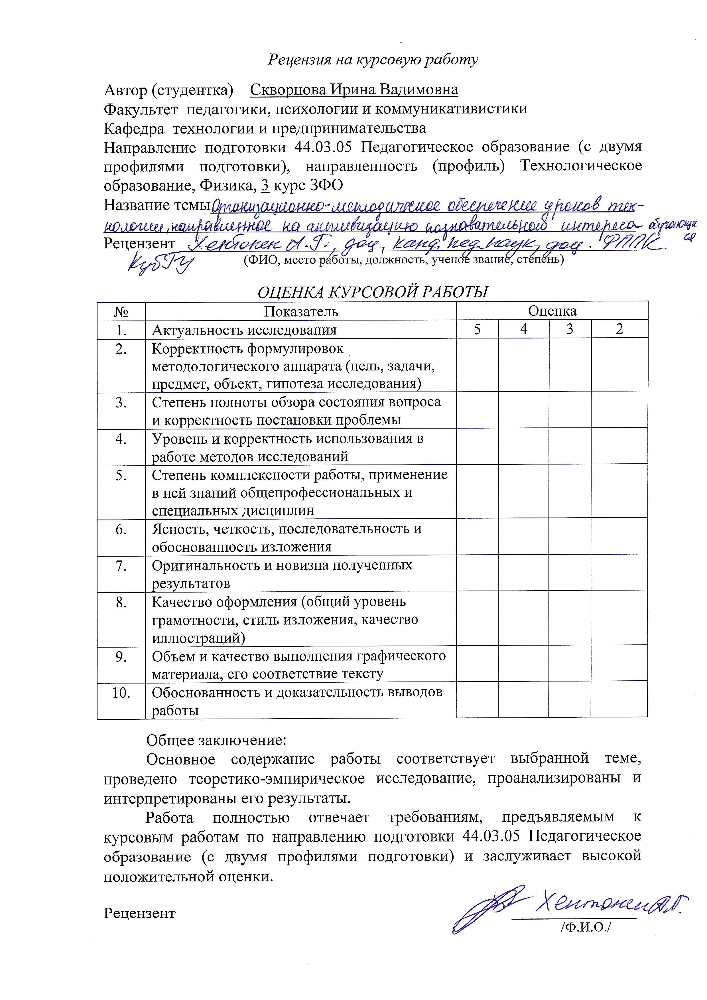 Рецензия на курсовую работу
Автор (студентка) Скворцова Ирина Вадимовна
Факультет педагогики, психологии и коммуникативистики
Кафедра технологии и предпринимательства
Направление подготовки 44.03.05 Педагогическое образование (с двумя
профилями подготовки), направленность (профиль) Технологическое
образование, Физика, 3 курс ЗФО
Название темы Организационно-методическое обеспечение уроков тех-
нологии, направленное на активизацию познавательного интереса обучающи
ся
Рецензент Хентонен А.Г., доц, канд. пед. наук, доц. ФППК
КубГУ
(ФИО, место работы, должность, ученое звание, степень)
ОЦЕНКА КУРСОВОЙ РАБОТЫ
№ Показатель Оценка
1. Актуальность исследования 5 4 3 2
2. Корректность формулировок
методологического аппарата (цель, задачи,
предмет, объект, гипотеза исследования)
3. Степень полноты обзора состояния вопроса
и корректность постановки проблемы
4. Уровень и корректность использования в
работе методов исследований
5. Степень комплексности работы, применение
в ней знаний общепрофессиональных и
специальных дисциплин
6. Ясность, четкость, последовательность и
обоснованность изложения
7. Оригинальность и новизна полученных
результатов
8. Качество оформления (общий уровень
грамотности, стиль изложения, качество
иллюстраций)
9. Объем и качество выполнения графического
материала, его соответствие тексту
10. Обоснованность и доказательность выводов
работы
Общее заключение:
Основное содержание работы соответствует выбранной теме,
проведено теоретико-эмпирическое исследование, проанализированы и
интерпретированы его результаты.
Работа полностью отвечает требованиям, предъявляемым к
курсовым работам по направлению подготовки 44.03.05 Педагогическое
образование (с двумя профилями подготовки) и заслуживает высокой
положительной оценки.
Рецензент Хентонен А.Г.
/Ф.И.О./